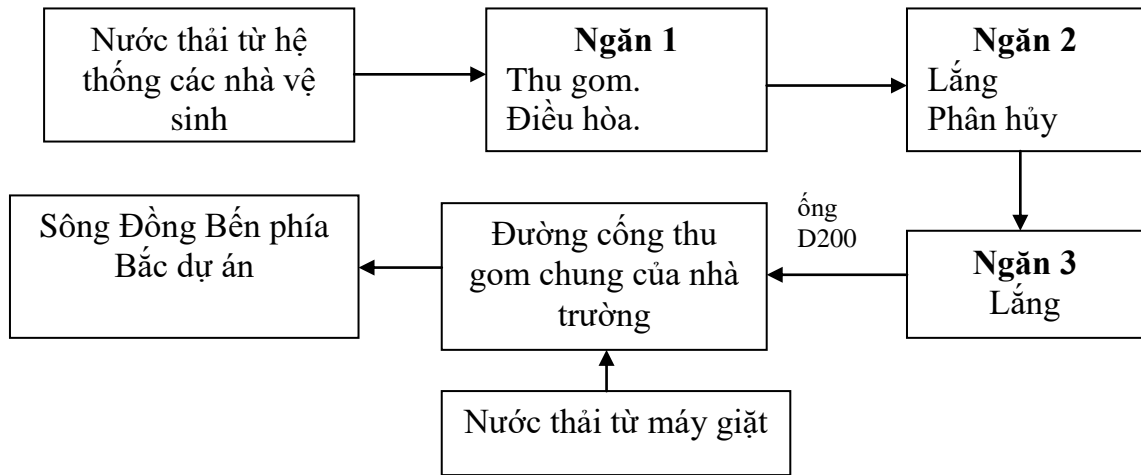 Nước thải từ hệ
thống các nhà vệ
sinh
Ngăn 1
Thu gom.
Điều hòa.
Ngăn 2
Lắng
Phân hủy
Sông Đồng Bến phía
Bắc dự án
Đường cống thu
gom chung của nhà
trường
ống
D200
Ngăn 3
Lắng
Nước thải từ máy giặt